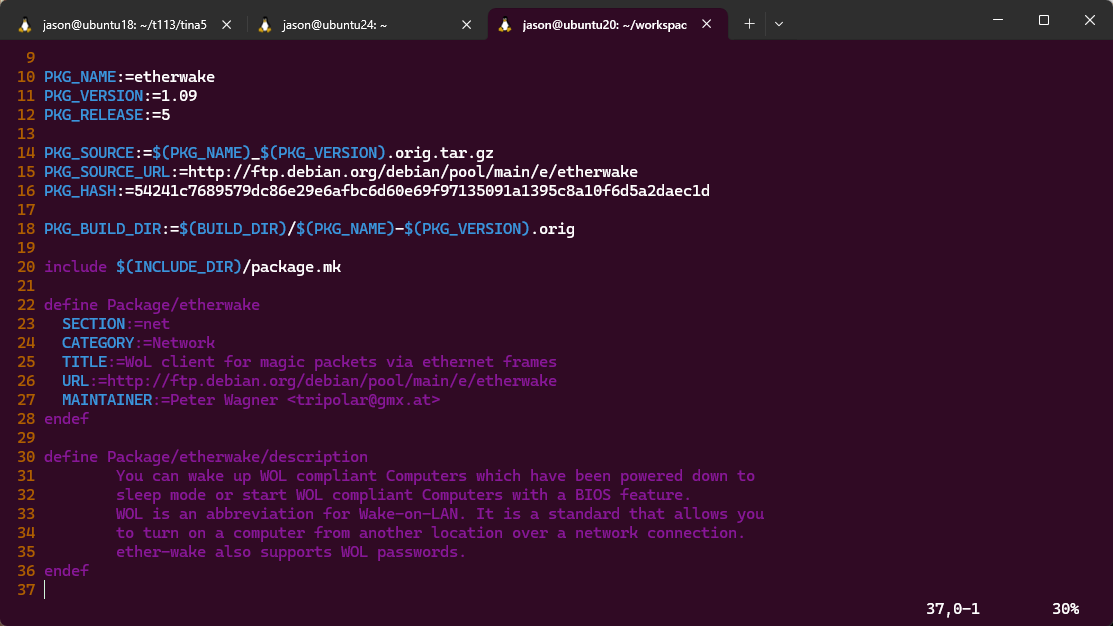 jason@ubuntu18: ~/t113/tina5
jason@ubuntu24: ~
jason@ubuntu20: ~/workspac
9
10 PKG_NAME:=etherwake
11 PKG_VERSION:=1.09
12 PKG_RELEASE:=5
13
14 PKG_SOURCE:=$(PKG_NAME)_$(PKG_VERSION).orig.tar.gz
15 PKG_SOURCE_URL:=http://ftp.debian.org/debian/pool/main/e/etherwake
16 PKG_HASH:=54241c7689579dc86e29e6afbc6d60e69f97135091a1395c8a10f6d5a2daec1d
17
18 PKG_BUILD_DIR:=$(BUILD_DIR)/$(PKG_NAME)-$(PKG_VERSION).orig
19
20 include $(INCLUDE_DIR)/package.mk
21
22 define Package/etherwake
23   SECTION:=net
24   CATEGORY:=Network
25   TITLE:=WoL client for magic packets via ethernet frames
26   URL:=http://ftp.debian.org/debian/pool/main/e/etherwake
27   MAINTAINER:=Peter Wagner <tripolar@gmx.at>
28 endef
29
30 define Package/etherwake/description
31         You can wake up WOL compliant Computers which have been powered down to
32         sleep mode or start WOL compliant Computers with a BIOS feature.
33         WOL is an abbreviation for Wake-on-LAN. It is a standard that allows you
34         to turn on a computer from another location over a network connection.
35         ether-wake also supports WOL passwords.
36 endef
37
37,0-1 30%